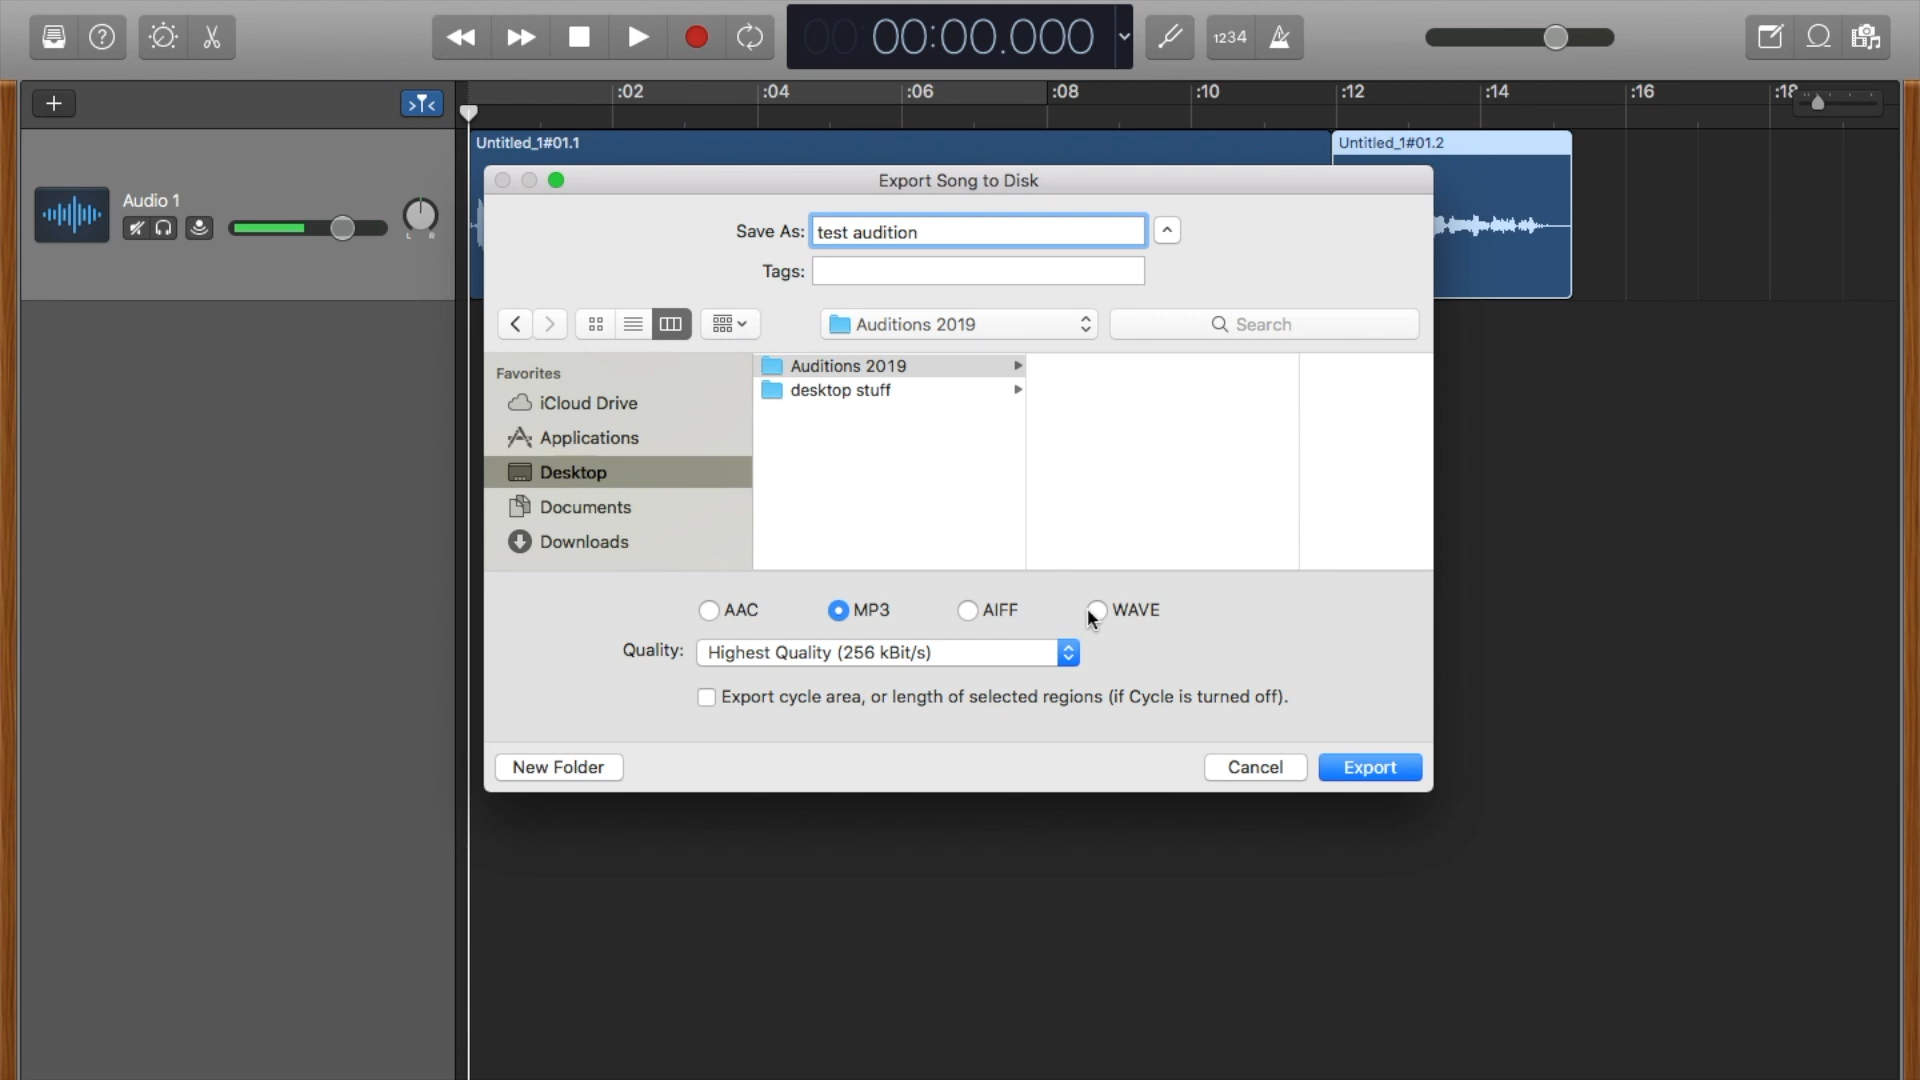 00:00.000
1234
:02 :04 :06 :08 :10 :12 :14 :16 :18
Untitled_1#01.1
Untitled_1#01.2
Audio 1
L R
Export Song to Disk
Save As: test audition
Tags:
Auditions 2019
Search
Favorites
iCloud Drive
Applications
Desktop
Documents
Downloads
Auditions 2019
desktop stuff
AAC MP3 AIFF WAVE
Quality: Highest Quality (256 kBit/s)
Export cycle area, or length of selected regions (if Cycle is turned off).
New Folder
Cancel
Export